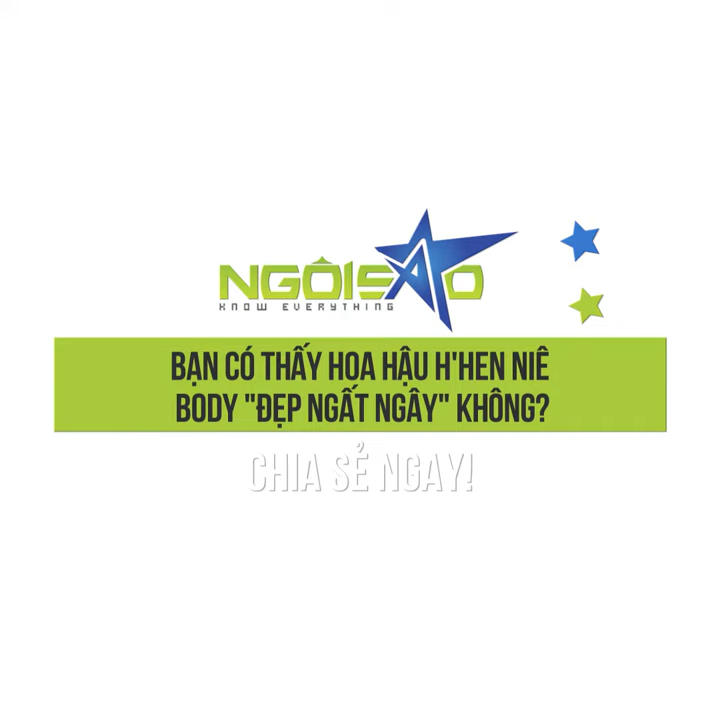 NGÔISAO
KNOW EVERYTHING
BẠN CÓ THẤY HOA HẬU H'HEN NIÊ
BODY "ĐẸP NGẤT NGÂY" KHÔNG?
CHIA SẺ NGAY!